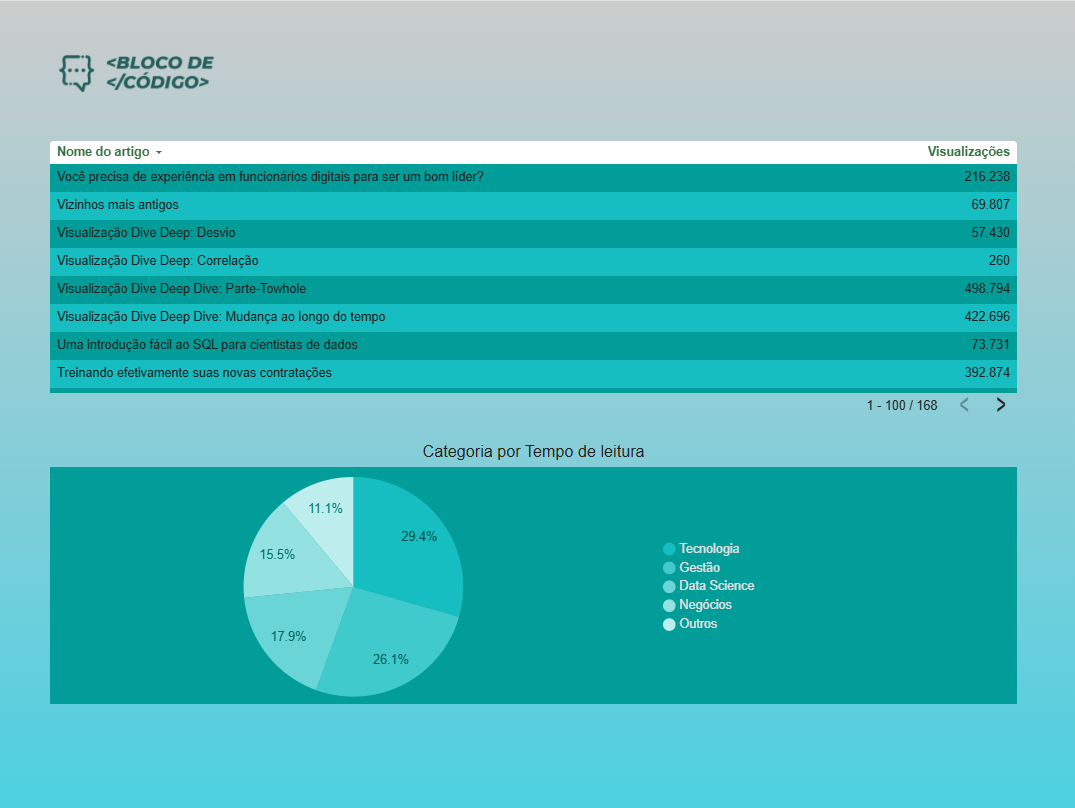 <BLOCO DE
</CÓDIGO>
Nome do artigo Visualizações
Você precisa de experiência em funcionários digitais para ser um bom líder? 216.238
Vizinhos mais antigos 69.807
Visualização Dive Deep: Desvio 57.430
Visualização Dive Deep: Correlação 260
Visualização Dive Deep Dive: Parte-Towhole 498.794
Visualização Dive Deep Dive: Mudança ao longo do tempo 422.696
Uma introdução fácil ao SQL para cientistas de dados 73.731
Treinando efetivamente suas novas contratações 392.874
1 - 100 / 168 < >
Categoria por Tempo de leitura
11.1%
29.4%
15.5%
17.9%
26.1%
Tecnologia
Gestão
Data Science
Negócios
Outros